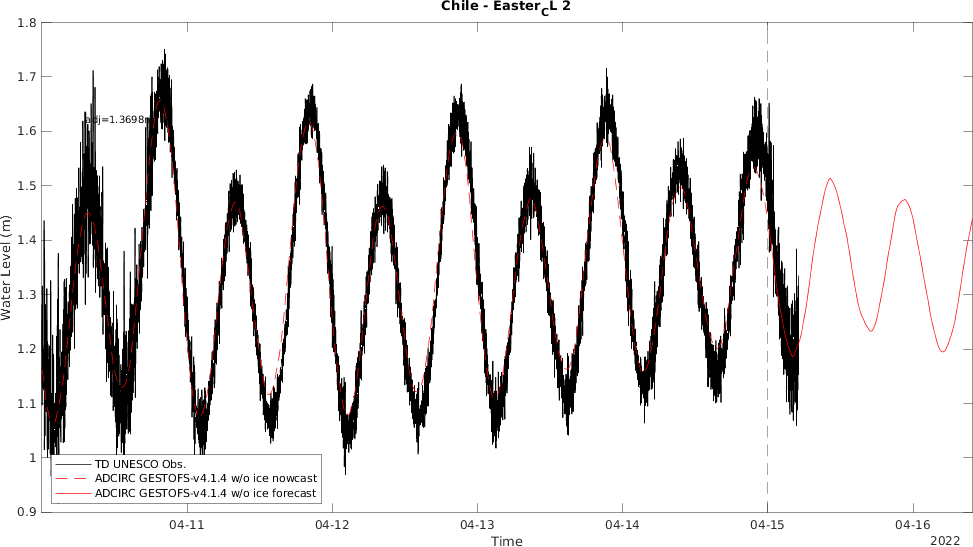 Chile - Easter_CL 2
1.8
1.7
1.6
1.5
1.4
1.3
1.2
1.1
1
0.9
Water Level (m)
adj=1.3698
TD UNESCO Obs.
ADCIRC GESTOFS-v4.1.4 w/o ice nowcast
ADCIRC GESTOFS-v4.1.4 w/o ice forecast
04-11 04-12 04-13 04-14 04-15 04-16
Time
2022